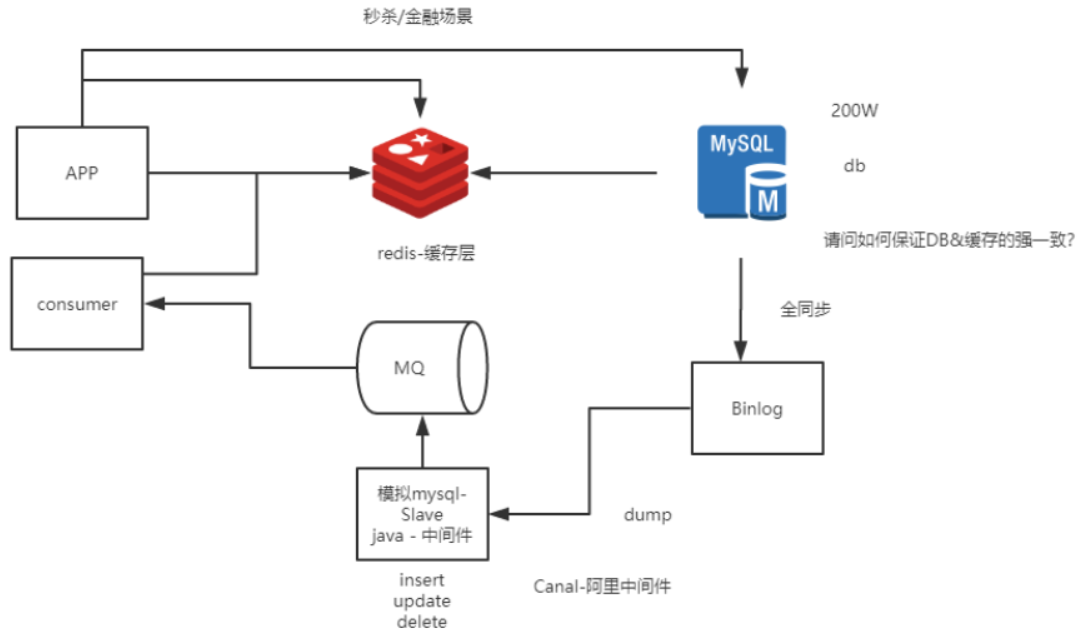 秒杀/金融场景
200W
MySQL
APP
db
M
redis-缓存层
请问如何保证DB&缓存的强一致?
consumer
全同步
MQ
Binlog
模拟mysql-
Slave
java - 中间件
dump
insert
update
delete
Canal-阿里中间件